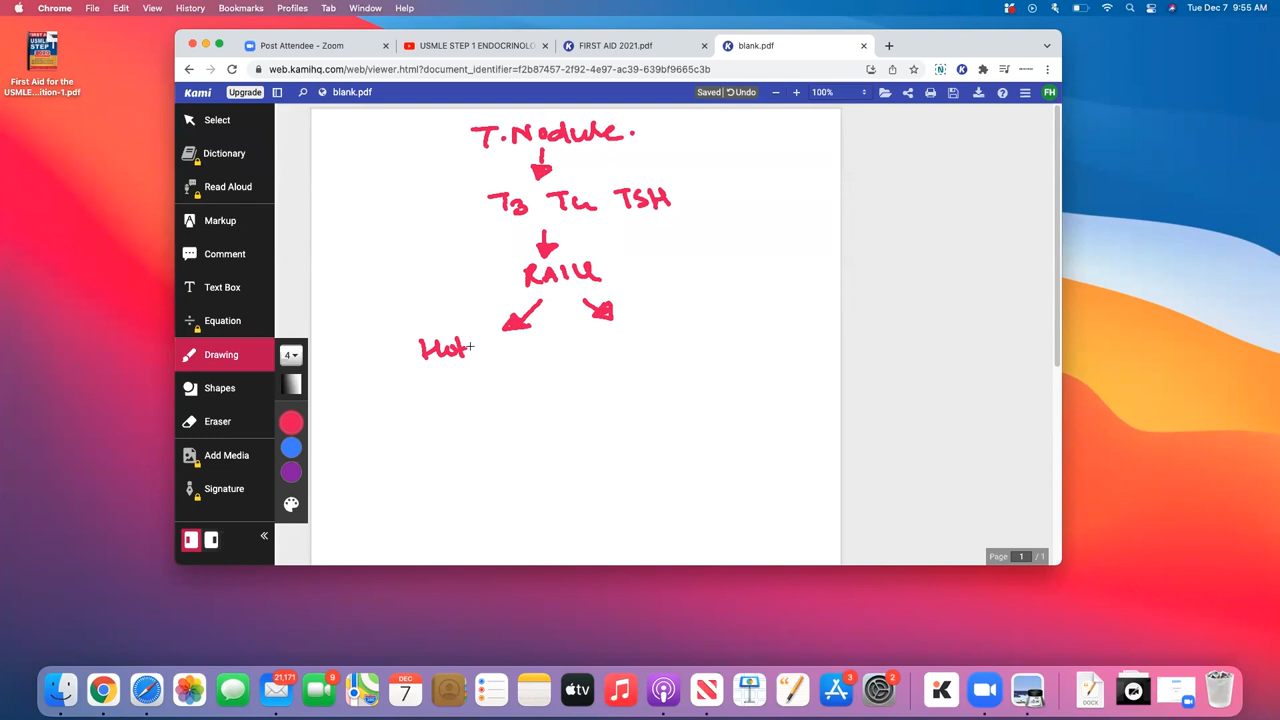 Chrome File Edit View History Bookmarks Profiles Tab Window Help Tue Dec 7 9:55 AM
First Aid for the
USMLE ...ition-1.pdf
Post Attendee - Zoom USMLE STEP 1 ENDOCRINOL FIRST AID 2021.pdf blank.pdf
web.kamihq.com/web/viewer.html?document_identifier=f2b87457-2f92-4e97-ac39-639bf9665c3b
Kami Upgrade blank.pdf Saved Undo 100% FH
Select
Dictionary
Read Aloud
Markup
Comment
Text Box
Equation
Drawing
Shapes
Eraser
Add Media
Signature
4
T. Nodule.
T3 T4 TSH
RAIU
Hot
Page 1 / 1
21,171 9 DEC 7 tv 3 2
DOCX